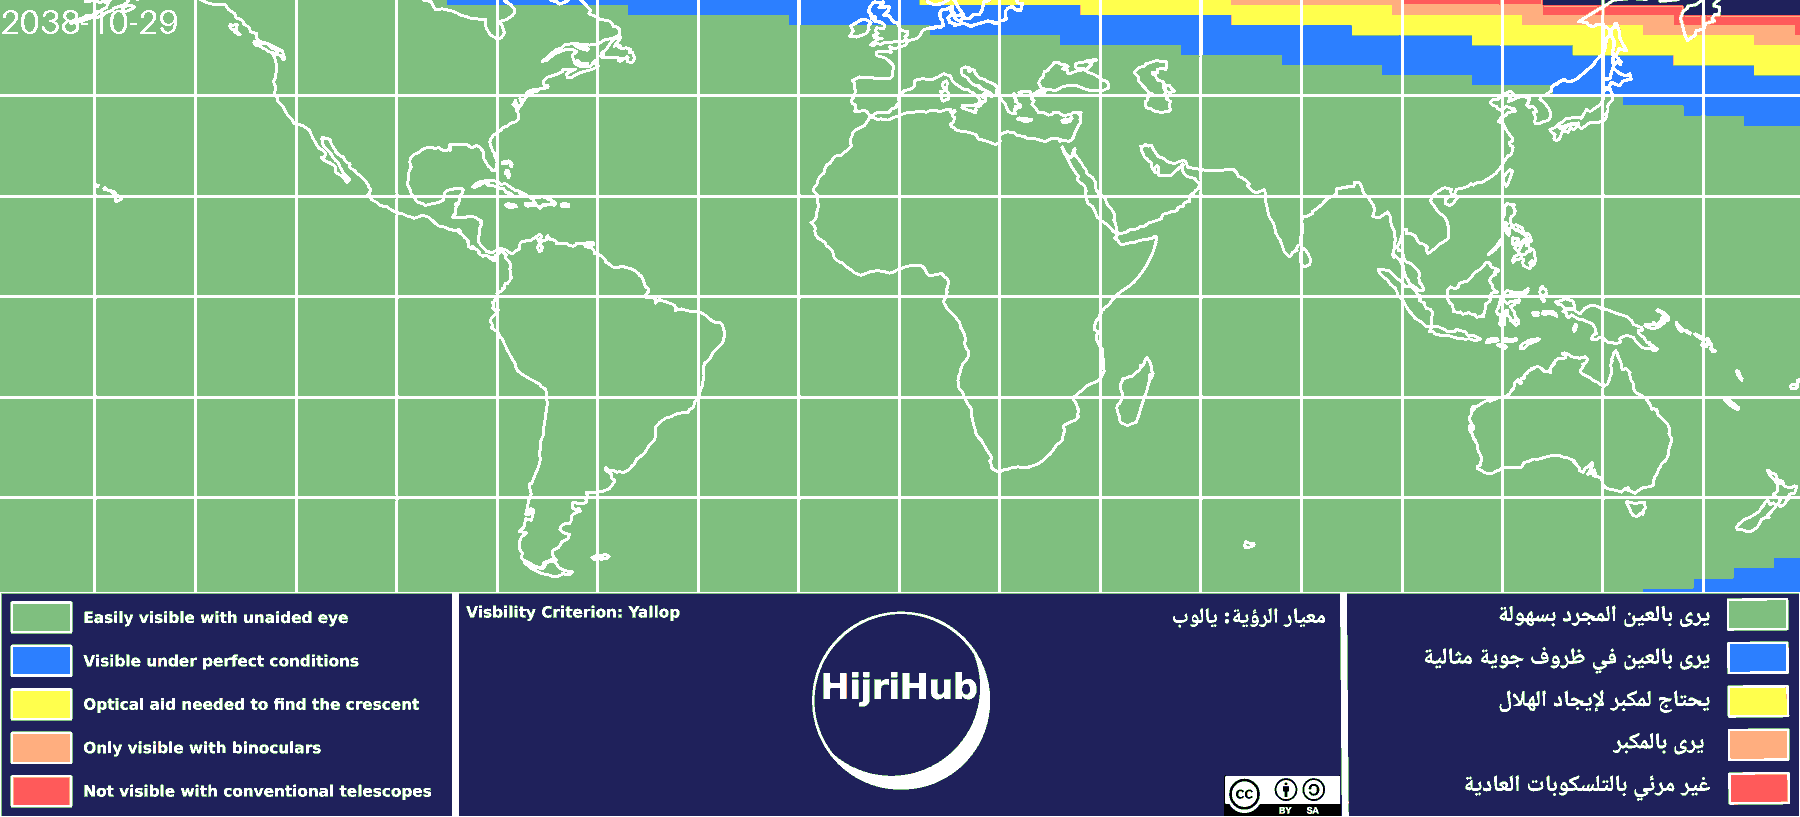 2038-10-29
Easily visible with unaided eye
Visible under perfect conditions
Optical aid needed to find the crescent
Only visible with binoculars
Not visible with conventional telescopes
Visbility Criterion: Yallop
معيار الرؤية: يالوب
HijriHub
cc
BY SA
يرى بالعين المجرد بسهولة
يرى بالعين في ظروف جوية مثالية
يحتاج لمكبر لإيجاد الهلال
يرى بالمكبر
غير مرئي بالتلسكوبات العادية